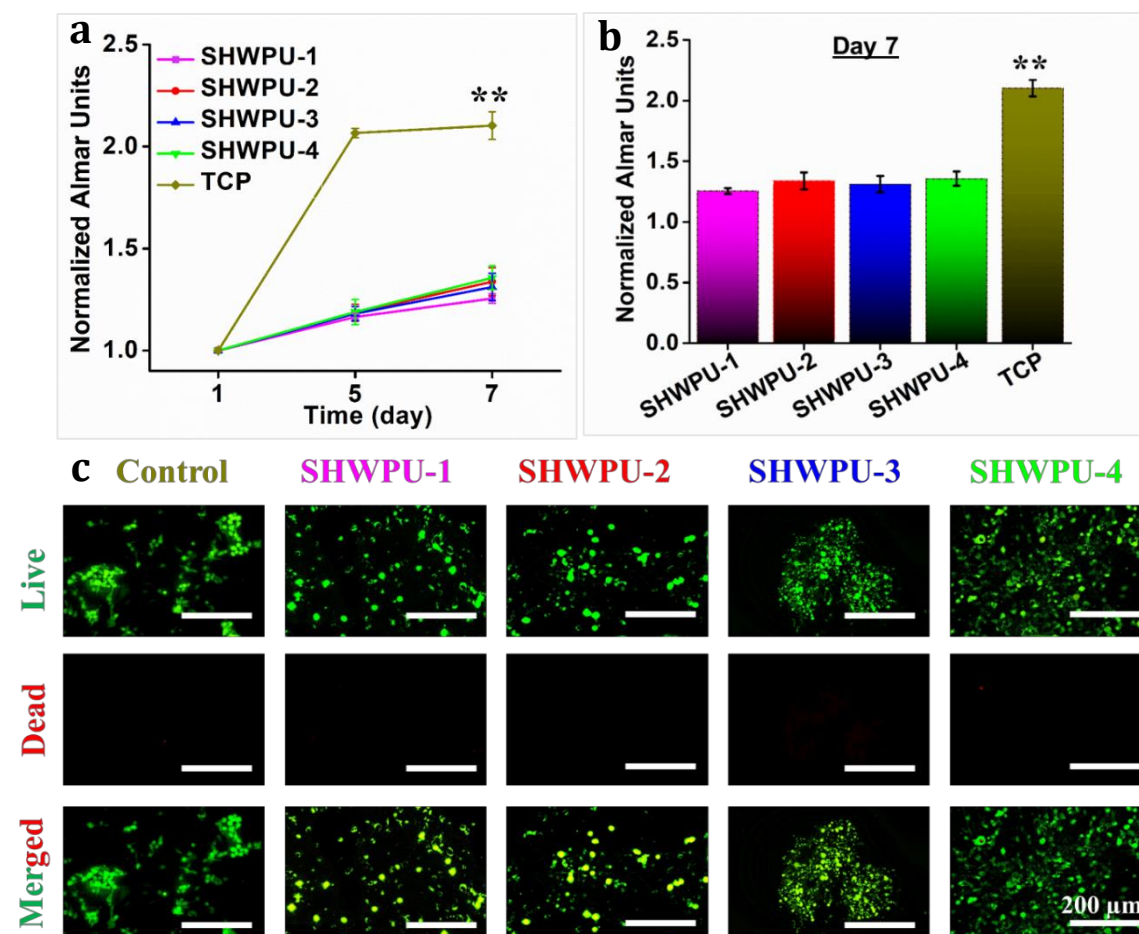 a
2.5
2.0
1.5
1.0
Normalized Almar Units
SHWPU-1
SHWPU-2
SHWPU-3
SHWPU-4
TCP
**
1 5 7
Time (day)
b
Day 7
2.5
2.0
1.5
1.0
0.5
0.0
Normalized Almar Units
**
SHWPU-1 SHWPU-2 SHWPU-3 SHWPU-4 TCP
c Control SHWPU-1 SHWPU-2 SHWPU-3 SHWPU-4
Live
Dead
Merged
200 µm